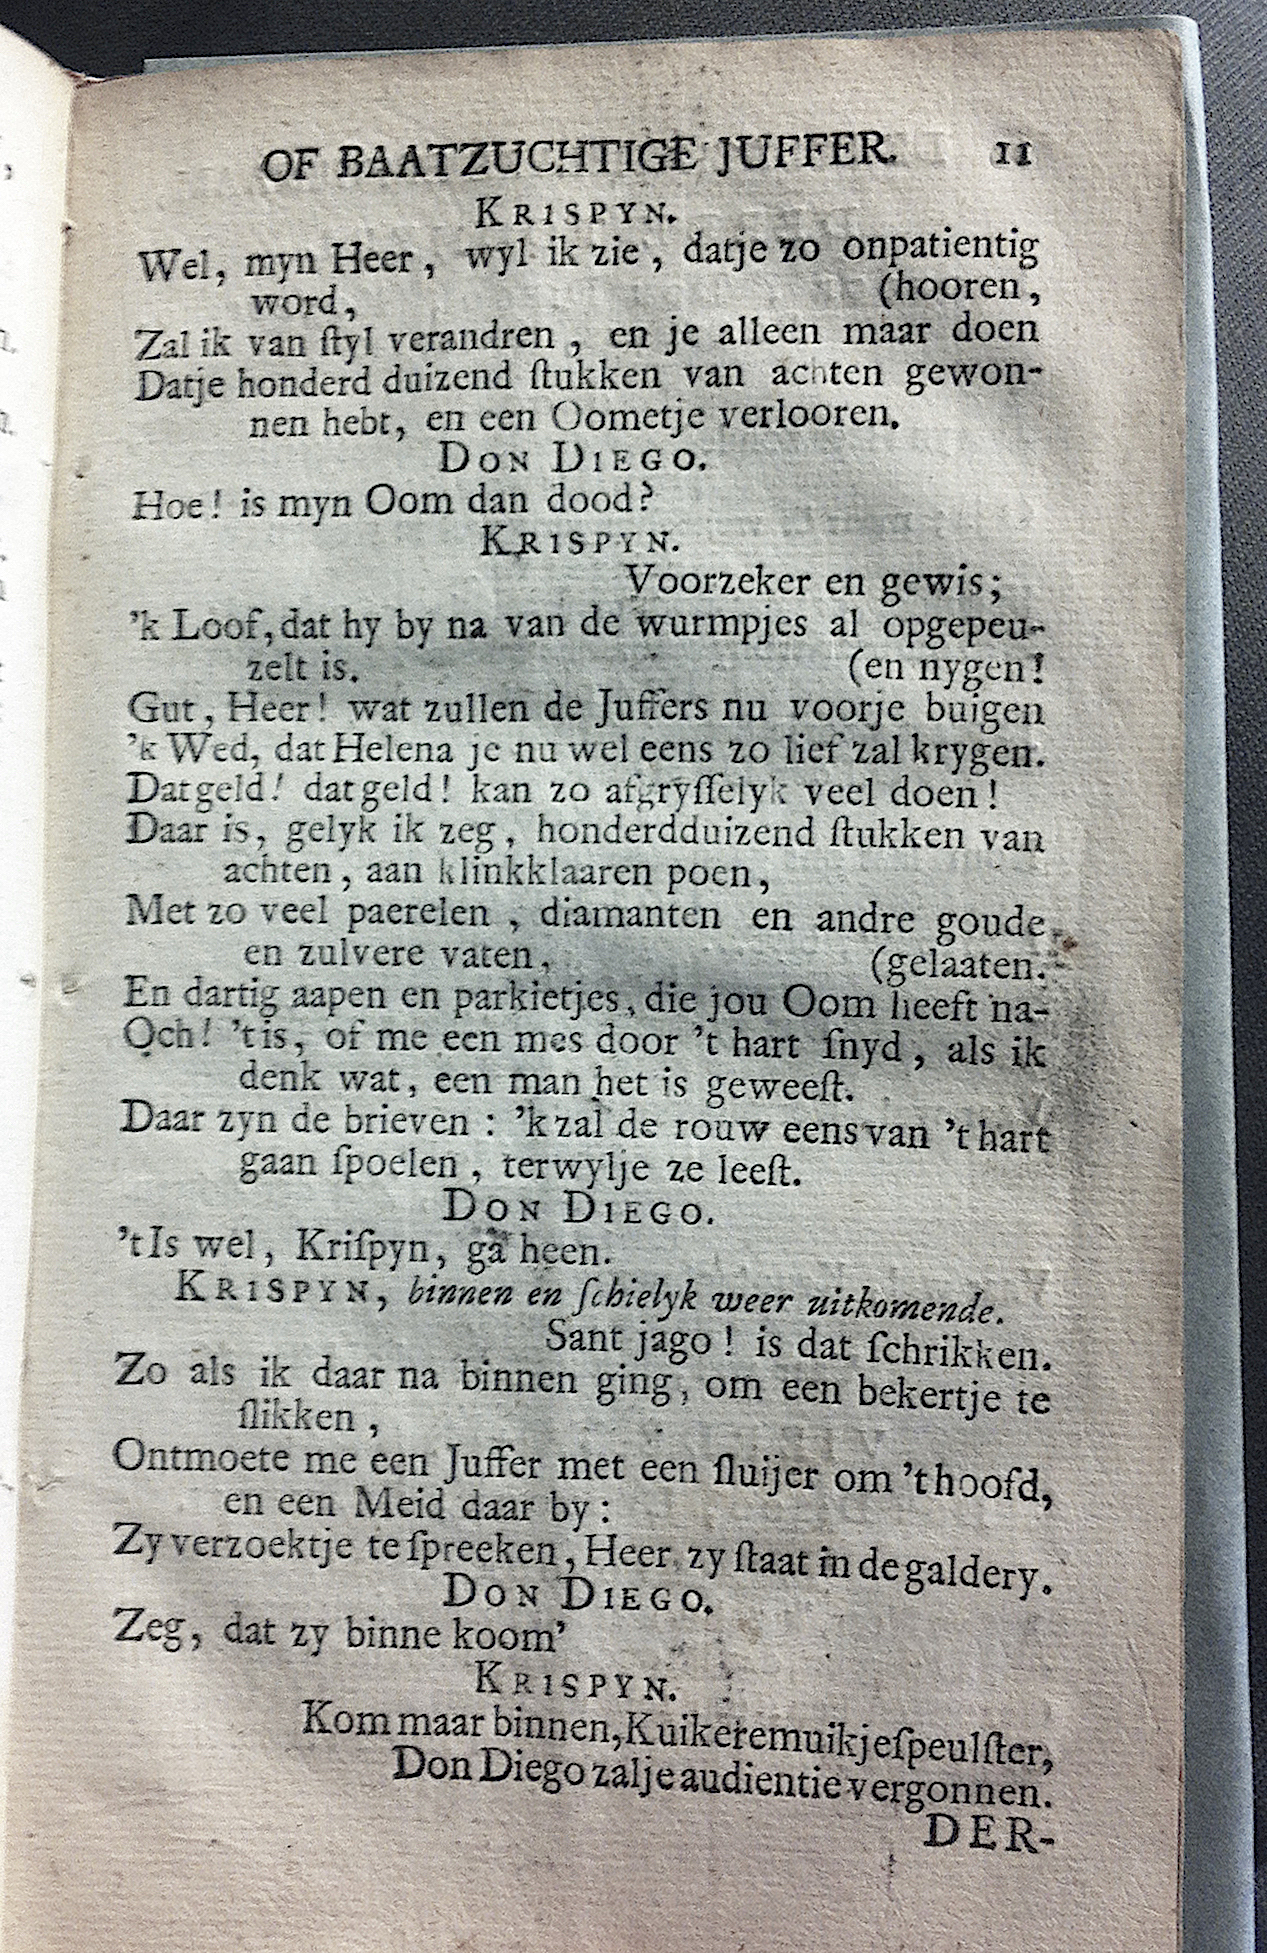 OF BAATZUCHTIGE JUFFER. 11
KRISPYN.
Wel, myn Heer, wyl ik zie, datje zo onpatientig
word, (hooren,
Zal ik van ſtyl verandren, en je alleen maar doen
Datje honderd duizend ſtukken van achten gewon-
nen hebt, en een Oometje verlooren.
DON DIEGO.
Hoe! is myn Oom dan dood?
KRISPYN.
Voorzeker en gewis;
'k Loof, dat hy by na van de wurmpjes al opgepeu-
zelt is. (en nygen!
Gut, Heer! wat zullen de Juffers nu voorje buigen
'k Wed, dat Helena je nu wel eens zo lief zal krygen.
Dat geld! dat geld! kan zo afgryſſelyk veel doen!
Daar is, gelyk ik zeg, honderdduizend ſtukken van
achten, aan klinkklaaren poen,
Met zo veel paerelen, diamanten en andre goude
en zulvere vaten, (gelaaten.
En dartig aapen en parkietjes, die jou Oom heeft na-
Och! 'tis, of me een mes door 't hart ſnyd, als ik
denk wat, een man het is geweeſt.
Daar zyn de brieven: 'k zal de rouw eens van 't hart
gaan ſpoelen, terwylje ze leeſt.
DON DIEGO.
't Is wel, Kriſpyn, gâ heen.
KRISPYN, binnen en ſchielyk weer uitkomende.
Sant jago! is dat ſchrikken.
Zo als ik daar na binnen ging, om een bekertje te
ſlikken,
Ontmoete me een Juffer met een ſluijer om 't hoofd,
en een Meid daar by:
Zy verzoektje te ſpreeken, Heer zy ſtaat in de galdery.
DON DIEGO.
Zeg, dat zy binne koom'
KRISPYN.
Kom maar binnen, Kuikeremuikjeſpeulſter,
Don Diego zal je audientie vergonnen.
DER-